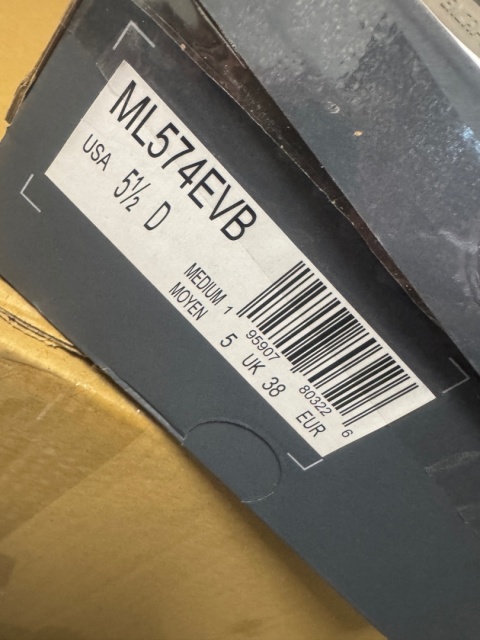 ML574EVB
USA 5½ D
MEDIUM
MOYEN
5 UK 38 EUR
1 95907 80322 6